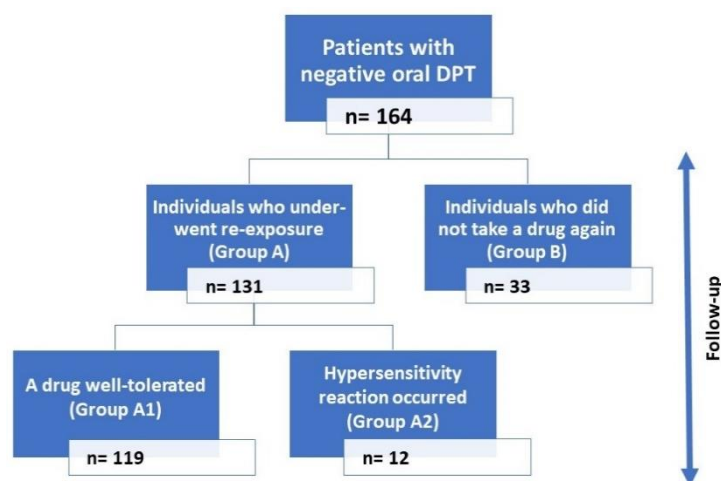 Patients with
negative oral DPT
n= 164
Individuals who under-
went re-exposure
(Group A)
n= 131
Individuals who did
not take a drug again
(Group B)
n= 33
A drug well-tolerated
(Group A1)
n= 119
Hypersensitivity
reaction occurred
(Group A2)
n= 12
Follow-up